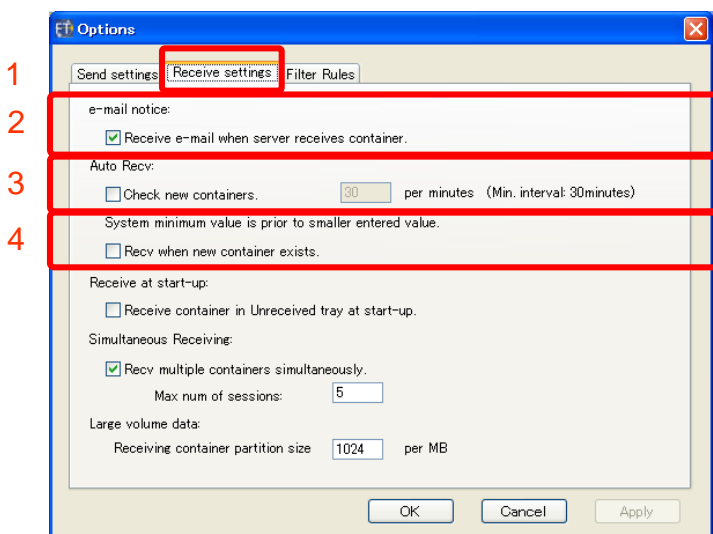 Options
1
Send settings Receive settings Filter Rules
2
e-mail notice:
Receive e-mail when server receives container.
3
Auto Recv:
Check new containers. 30 per minutes (Min. interval: 30minutes)
4
System minimum value is prior to smaller entered value.
Recv when new container exists.
Receive at start-up:
Receive container in Unreceived tray at start-up.
Simultaneous Receiving:
Recv multiple containers simultaneously.
Max num of sessions: 5
Large volume data:
Receiving container partition size 1024 per MB
OK Cancel Apply